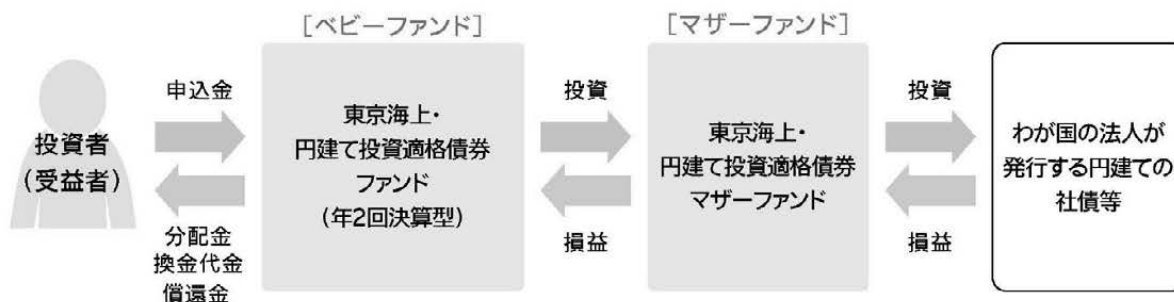 [ベビーファンド]
[マザーファンド]
投資者
(受益者)
申込金
分配金
換金代金
償還金
東京海上・
円建て投資適格債券
ファンド
(年2回決算型)
投資
損益
東京海上・
円建て投資適格債券
マザーファンド
投資
損益
わが国の法人が
発行する円建ての
社債等